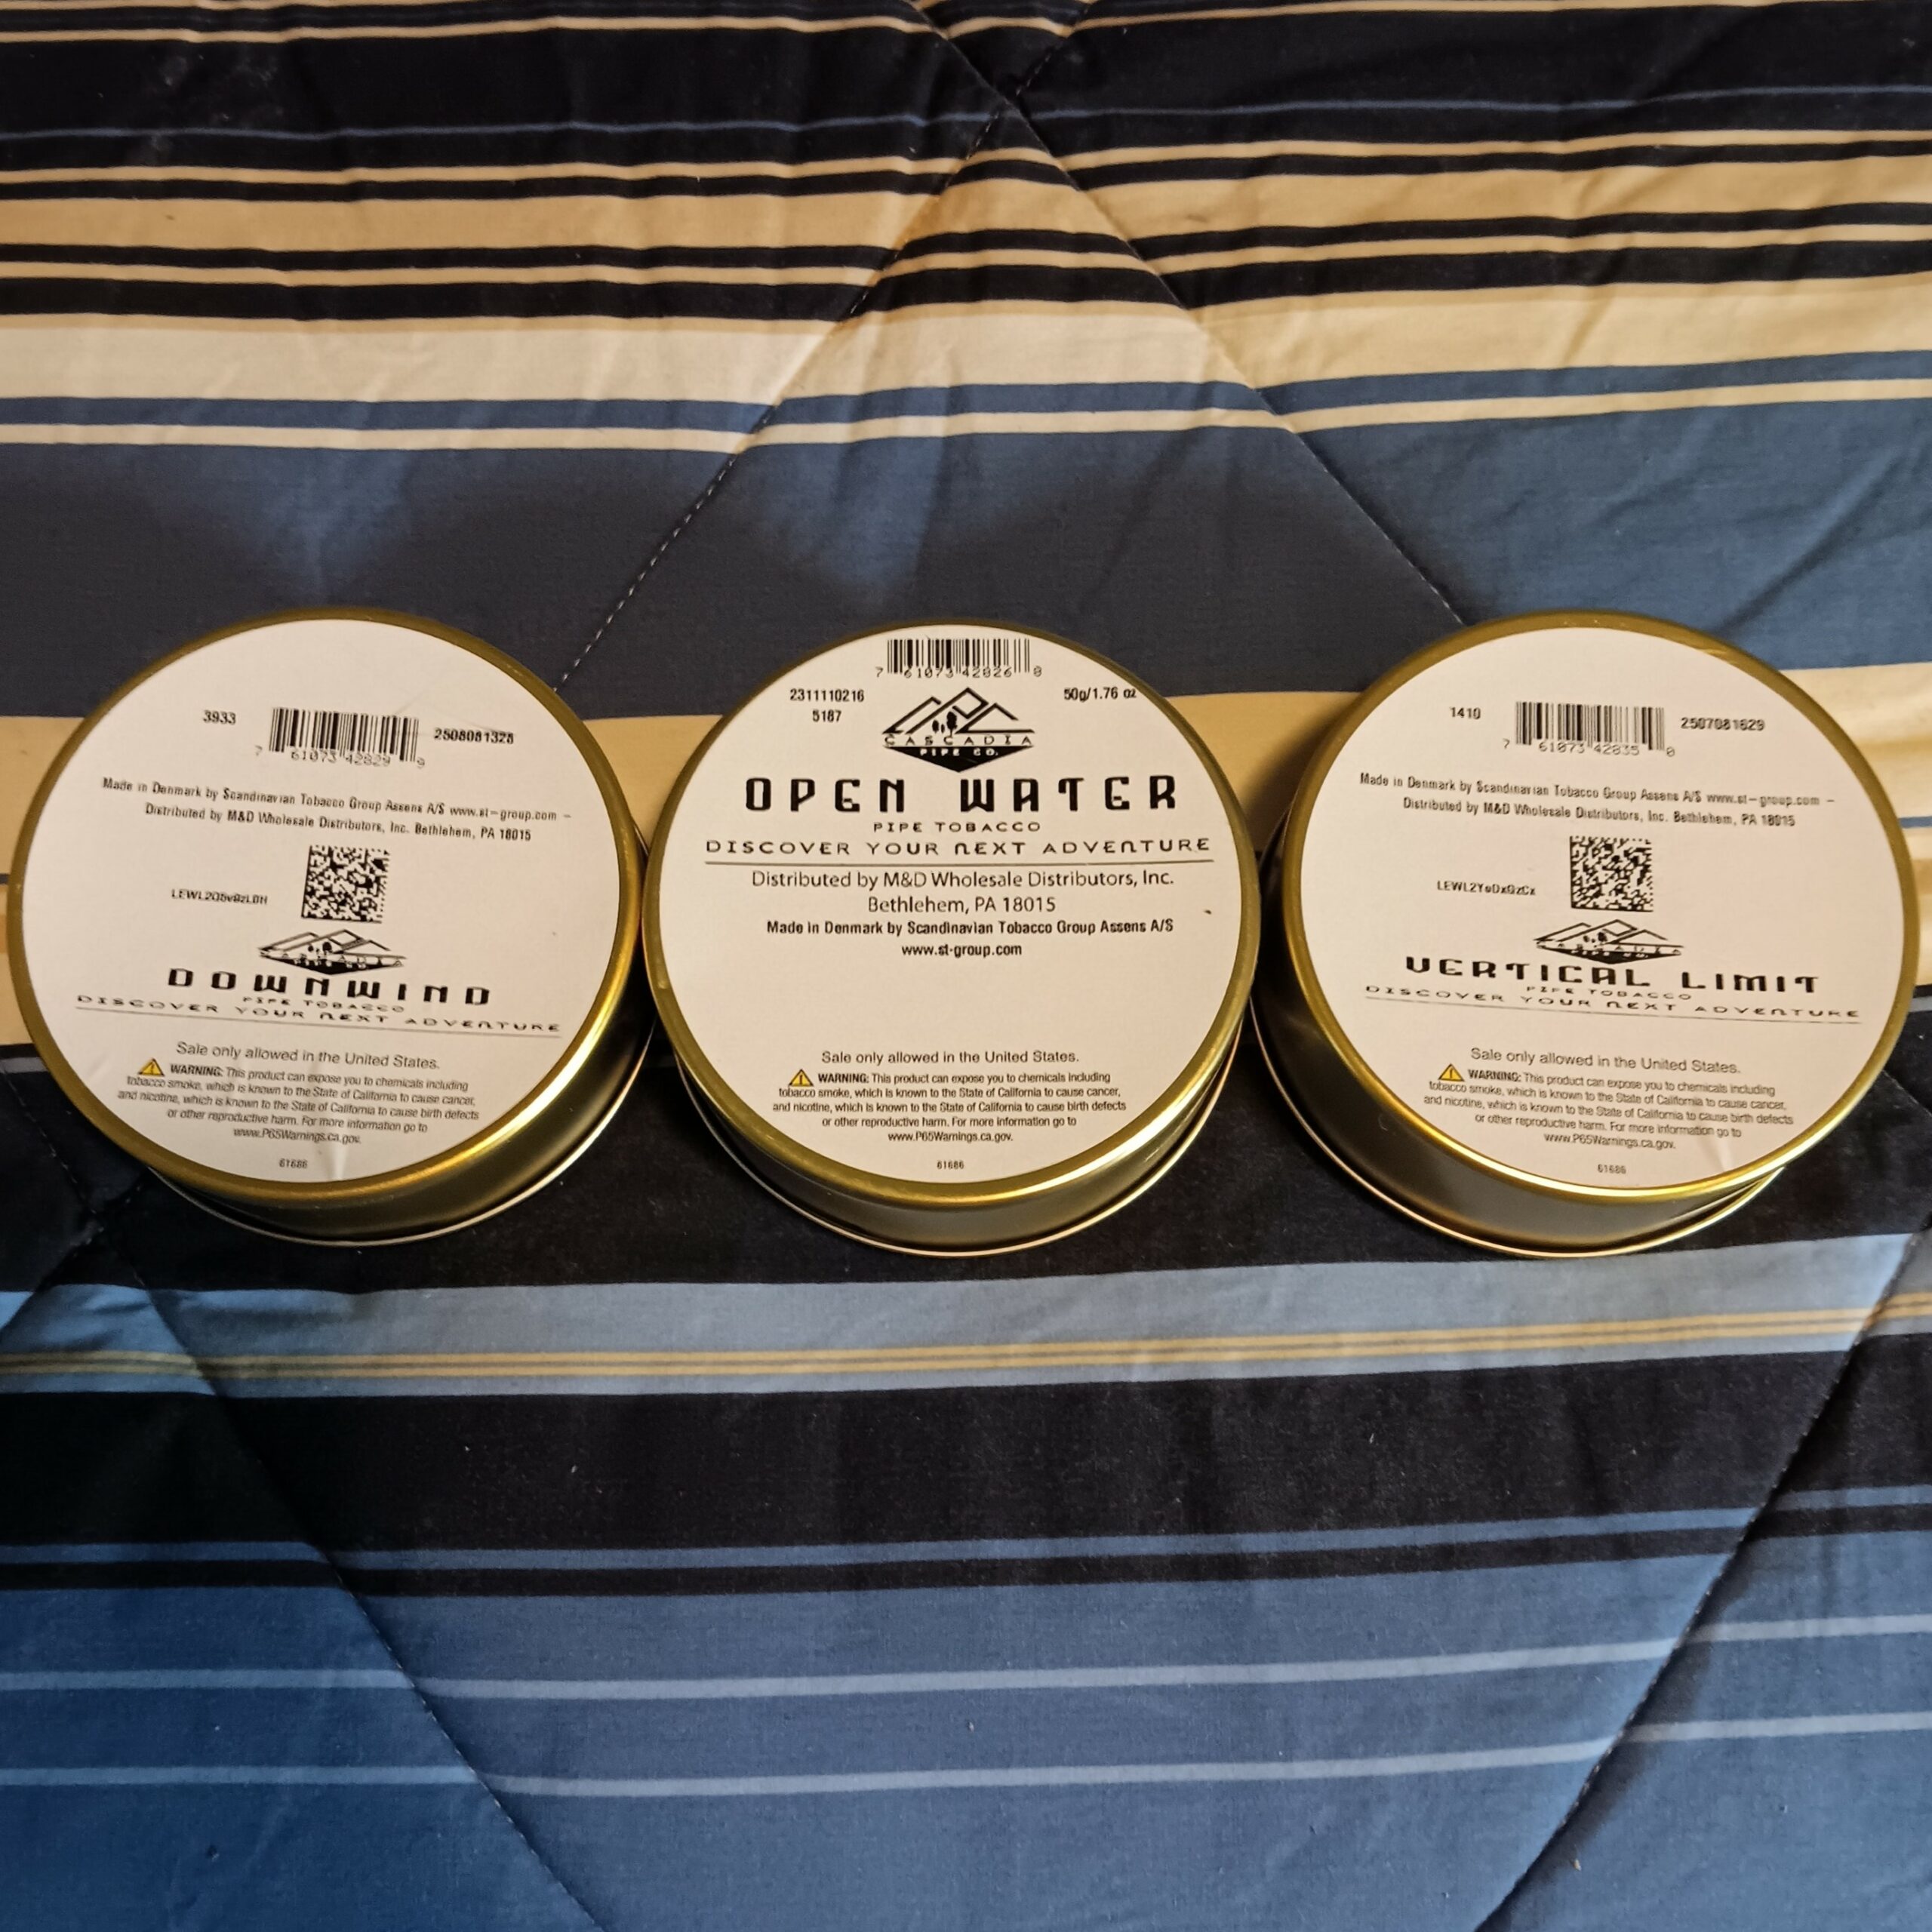 3933
2508081328
7 61073 42829 9
Made in Denmark by Scandinavian Tobacco Group Assens A/S www.st-group.com –
Distributed by M&D Wholesale Distributors, Inc. Bethlehem, PA 18015
CASCADIA
PIPE CO.
DOWNWIND
PIPE TOBACCO
DISCOVER YOUR NEXT ADVENTURE
Sale only allowed in the United States.
WARNING: This product can expose you to chemicals including
tobacco smoke, which is known to the State of California to cause cancer,
and nicotine, which is known to the State of California to cause birth defects
or other reproductive harm. For more information go to
www.P65Warnings.ca.gov.
61686
7 61073 42826 8
2311110216
5187
50g/1.76 oz
CASCADIA
PIPE CO.
OPEN WATER
PIPE TOBACCO
DISCOVER YOUR NEXT ADVENTURE
Distributed by M&D Wholesale Distributors, Inc.
Bethlehem, PA 18015
Made in Denmark by Scandinavian Tobacco Group Assens A/S
www.st-group.com
Sale only allowed in the United States.
WARNING: This product can expose you to chemicals including
tobacco smoke, which is known to the State of California to cause cancer,
and nicotine, which is known to the State of California to cause birth defects
or other reproductive harm. For more information go to
www.P65Warnings.ca.gov.
61686
1410
2507081629
7 61073 42835 0
Made in Denmark by Scandinavian Tobacco Group Assens A/S www.st-group.com –
Distributed by M&D Wholesale Distributors, Inc. Bethlehem, PA 18015
CASCADIA
PIPE CO.
VERTICAL LIMIT
PIPE TOBACCO
DISCOVER YOUR NEXT ADVENTURE
Sale only allowed in the United States.
WARNING: This product can expose you to chemicals including
tobacco smoke, which is known to the State of California to cause cancer,
and nicotine, which is known to the State of California to cause birth defects
or other reproductive harm. For more information go to
www.P65Warnings.ca.gov.
61686